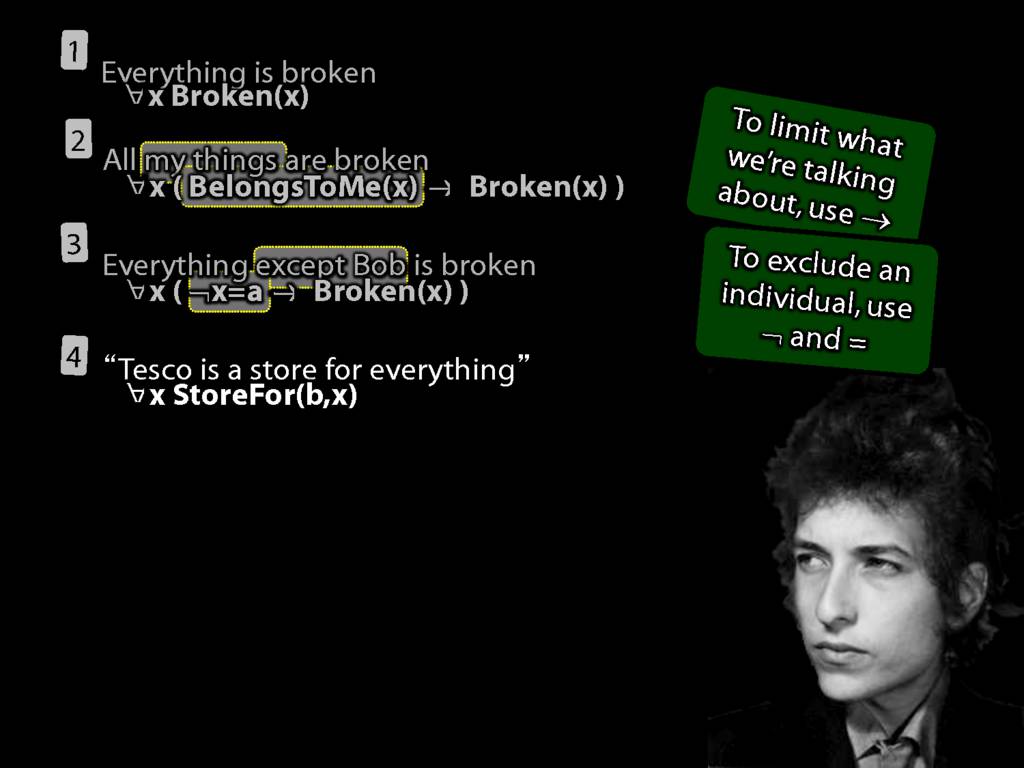 1
Everything is broken
∀ x Broken(x)
2
All my things are broken
∀ x ( BelongsToMe(x) → Broken(x) )
3
Everything except Bob is broken
∀ x ( ¬x=a → Broken(x) )
4
“Tesco is a store for everything”
∀ x StoreFor(b,x)
To limit what
we’re talking
about, use →
To exclude an
individual, use
¬ and =